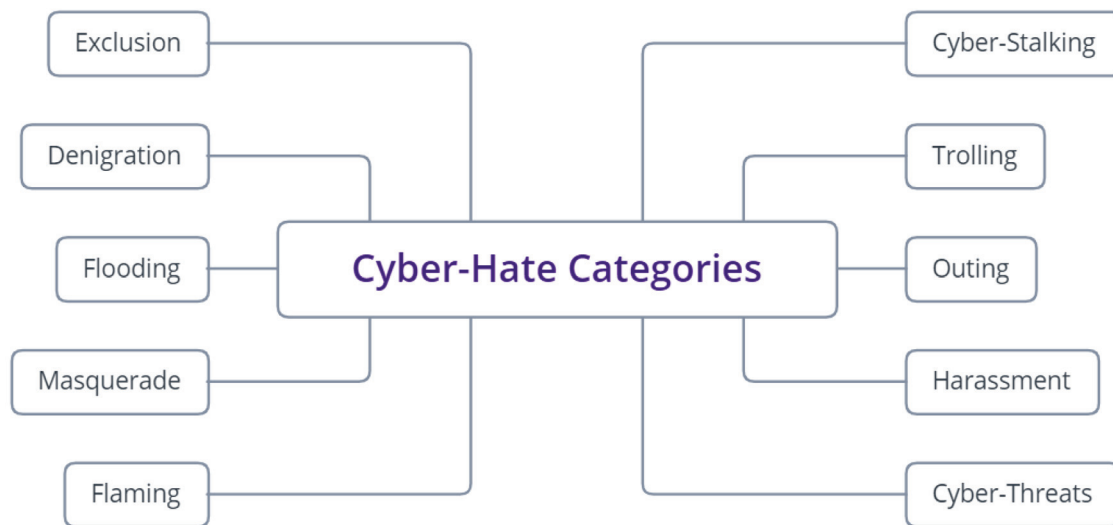 Exclusion
Denigration
Flooding
Masquerade
Flaming
Cyber-Hate Categories
Cyber-Stalking
Trolling
Outing
Harassment
Cyber-Threats